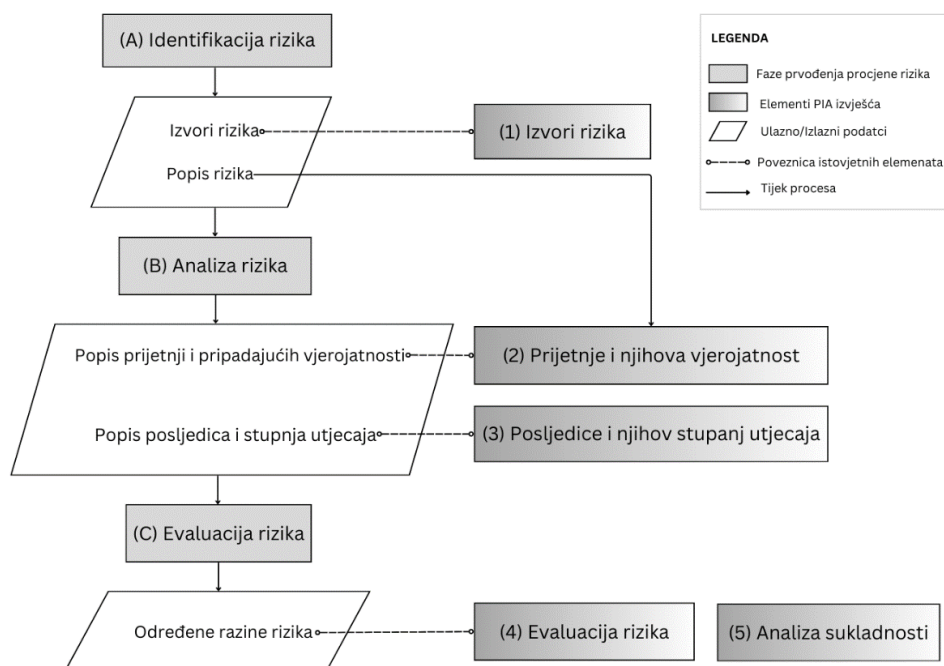 (A) Identifikacija rizika
Izvori rizika
(1) Izvori rizika
Popis rizika
(B) Analiza rizika
Popis prijetnji i pripadajućih vjerojatnosti
(2) Prijetnje i njihova vjerojatnost
Popis posljedica i stupnja utjecaja
(3) Posljedice i njihov stupanj utjecaja
(C) Evaluacija rizika
Određene razine rizika
(4) Evaluacija rizika
(5) Analiza sukladnosti
LEGENDA
Faze prvođenja procjene rizika
Elementi PIA izvješća
Ulazno/Izlazni podatci
Poveznica istovjetnih elemenata
Tijek procesa